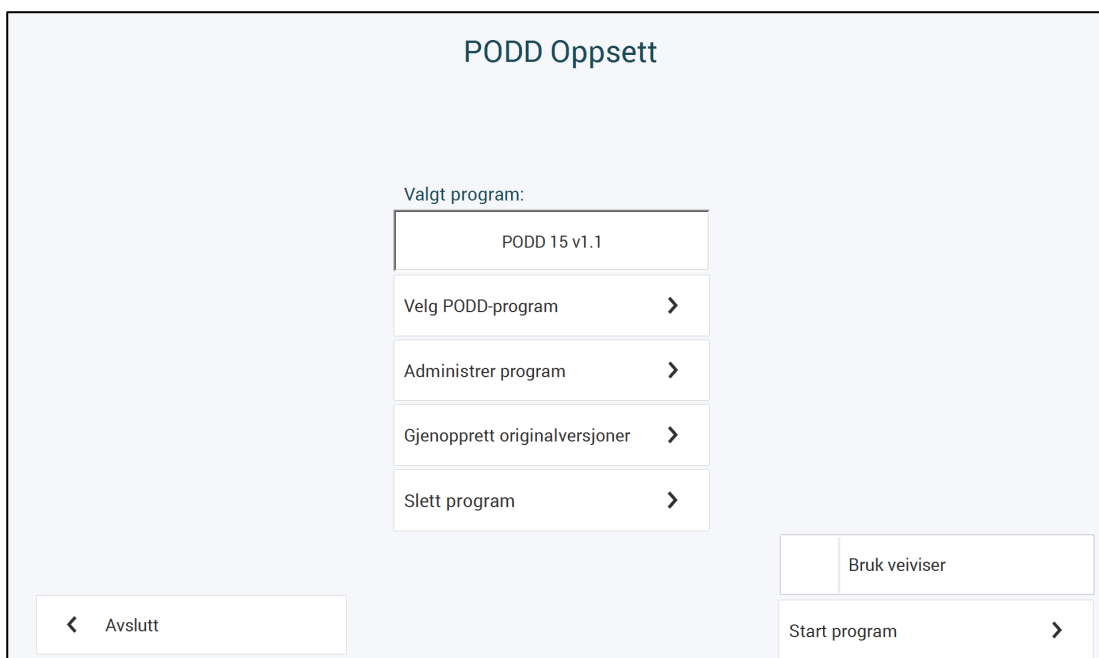 PODD Oppsett
Valgt program:
PODD 15 v1.1
Velg PODD-program
Administrer program
Gjenopprett originalversjoner
Slett program
Bruk veiviser
Avslutt
Start program